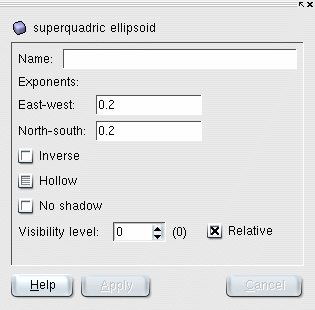 superquadric ellipsoid
Name:
Exponents:
East-west: 0.2
North-south: 0.2
Inverse
Hollow
No shadow
Visibility level: 0 (0) Relative
Help Apply Cancel